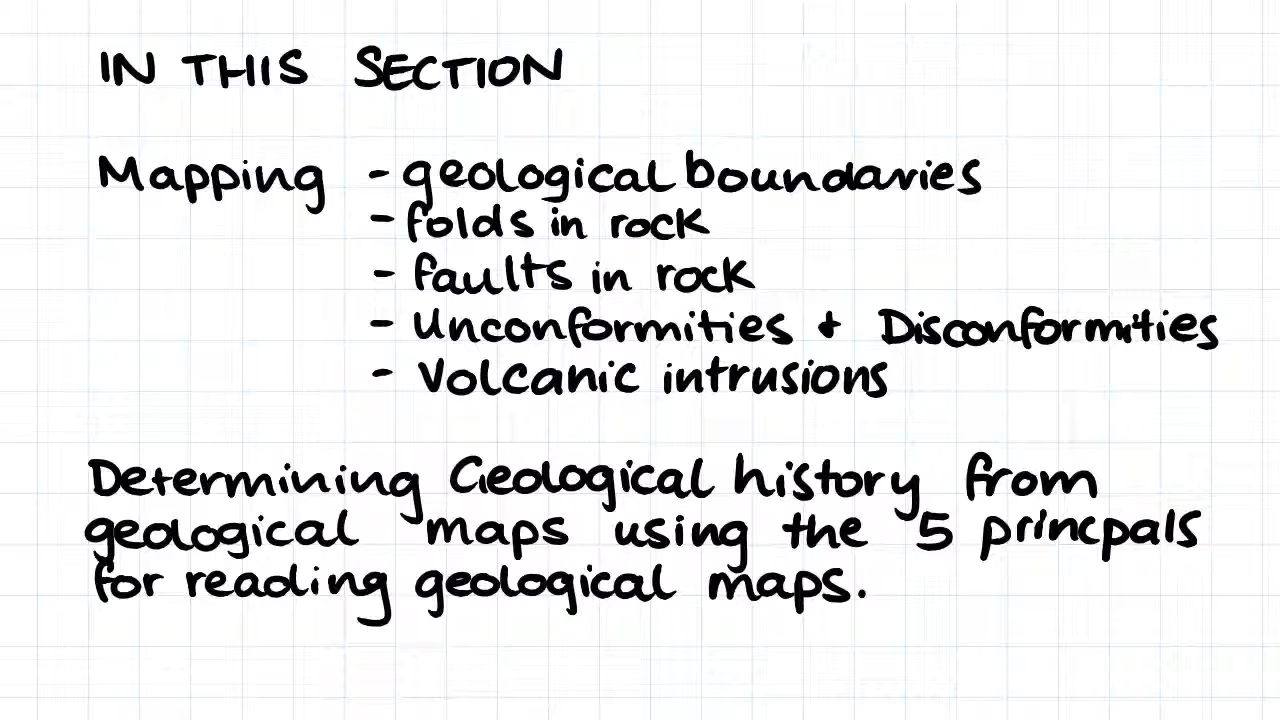 IN THIS SECTION
Mapping - geological boundaries
- folds in rock
- faults in rock
- Unconformities + Disconformities
- Volcanic intrusions
Determining Geological history from
geological maps using the 5 princpals
for reading geological maps.